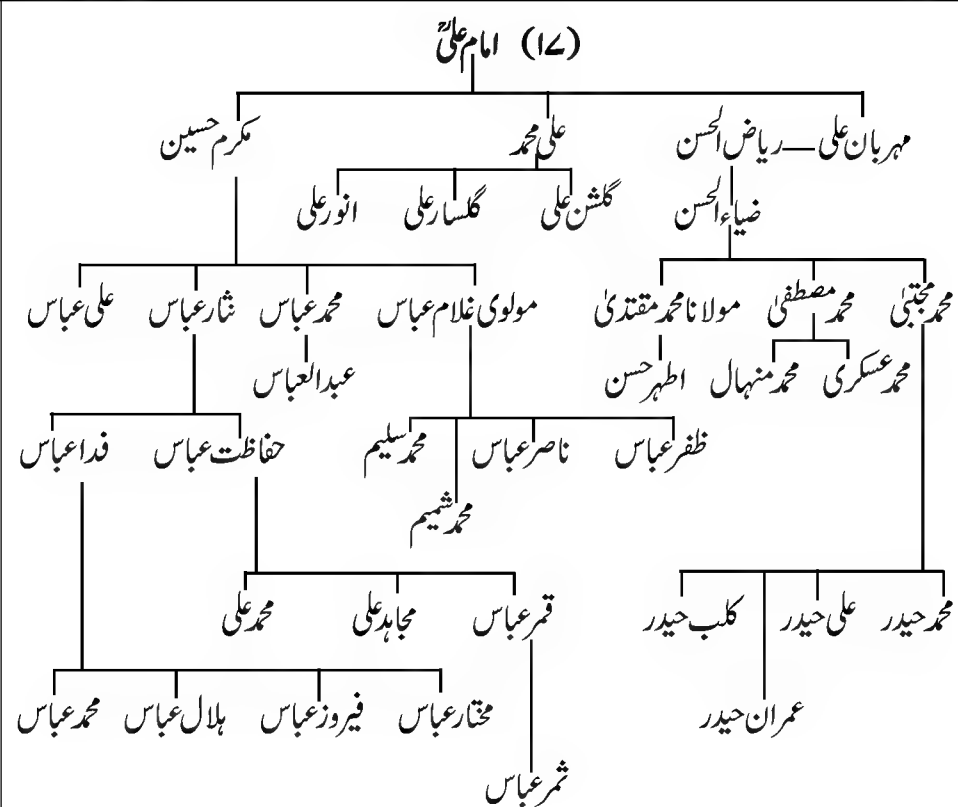 (۱۷) امام علیؒ
مہربان علی — ریاض الحسن علی محمد مکرم حسین
ضیاء الحسن گلشن علی گلسار علی انور علی
محمد مجتبیٰ محمد مصطفیٰ مولانا محمد مقتدیٰ مولوی غلام عباس محمد عباس نثار عباس علی عباس
محمد عسکری محمد منہال اطہر حسن عبد العباس
ظفر عباس ناصر عباس محمد سلیم حفاظت عباس فدا عباس
محمد شمیم
محمد حیدر علی حیدر کلب حیدر قمر عباس مجاہد علی محمد علی
عمران حیدر مختار عباس فیروز عباس ہلال عباس محمد عباس
ثمر عباس